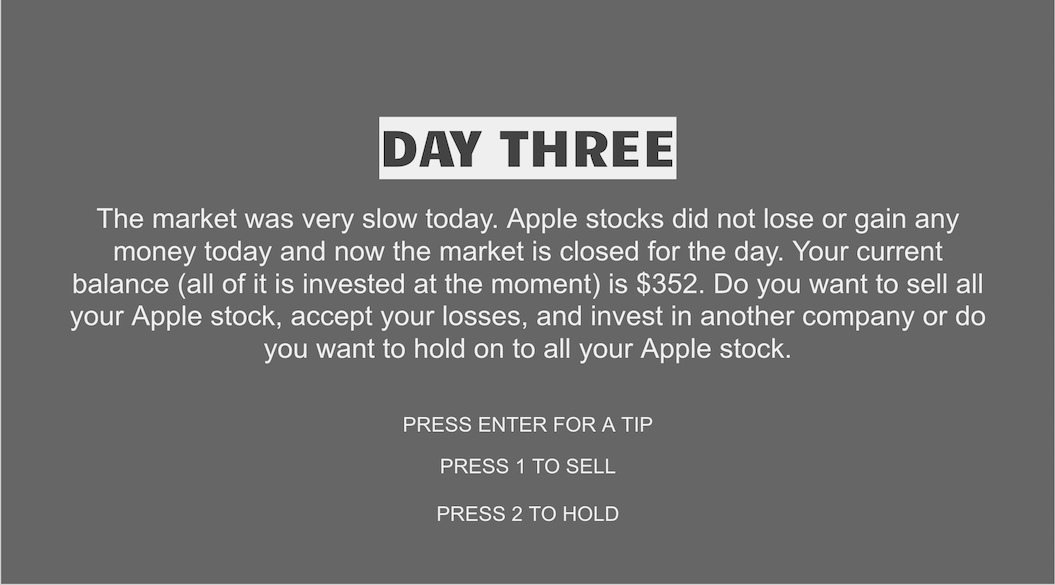 DAY THREE
The market was very slow today. Apple stocks did not lose or gain any
money today and now the market is closed for the day. Your current
balance (all of it is invested at the moment) is $352. Do you want to sell all
your Apple stock, accept your losses, and invest in another company or do
you want to hold on to all your Apple stock.
PRESS ENTER FOR A TIP
PRESS 1 TO SELL
PRESS 2 TO HOLD